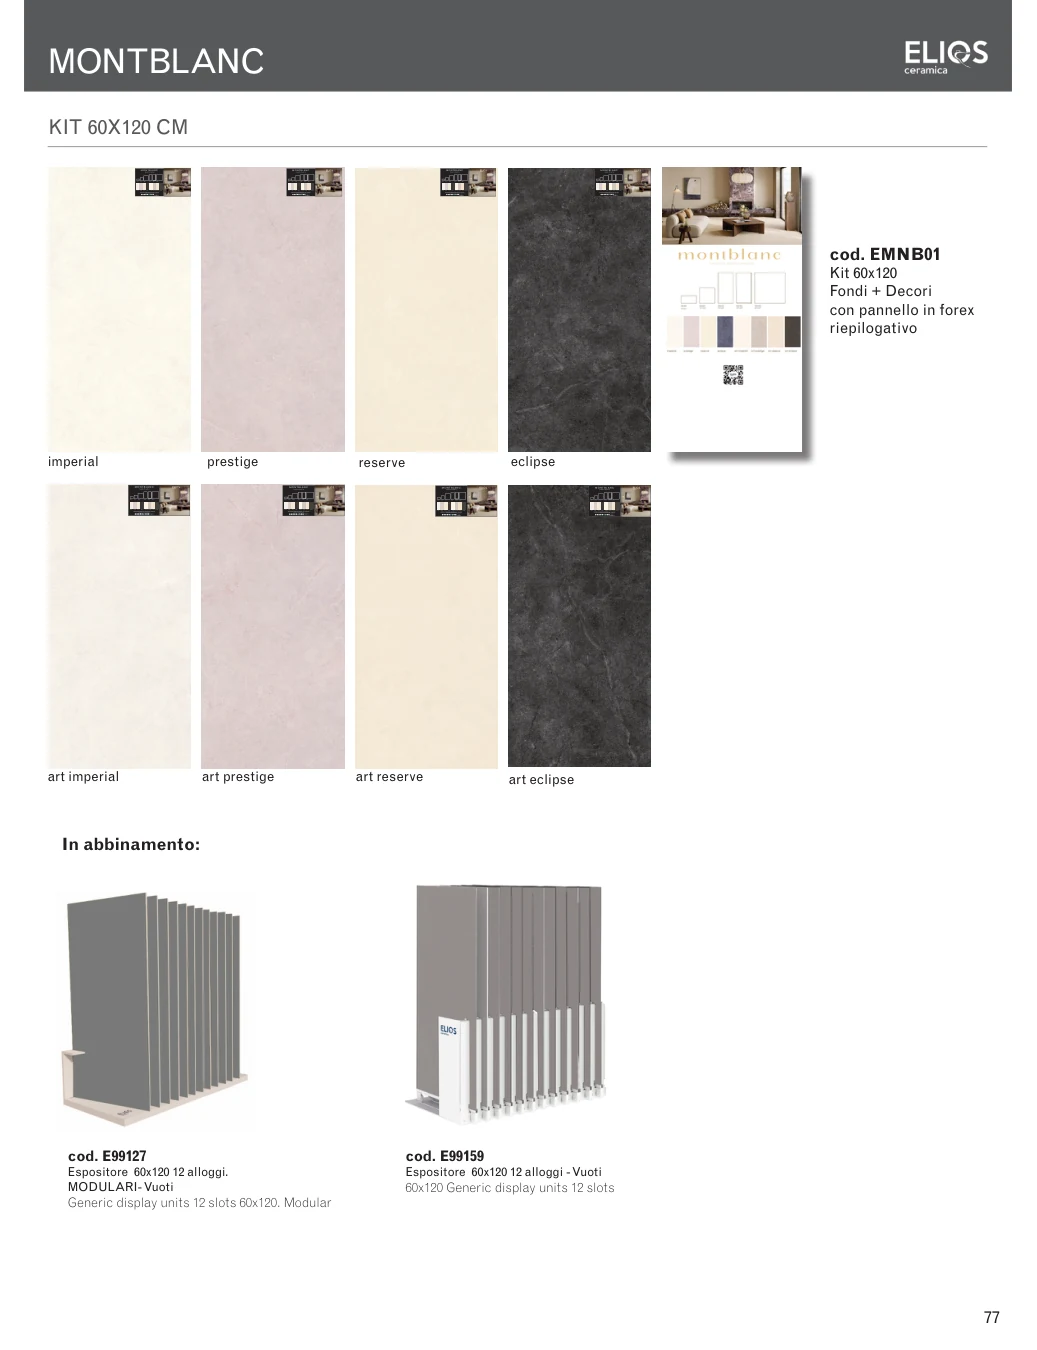 MONTBLANC
ELIOS
ceramica
KIT 60X120 CM
montblanc
cod. EMNB01
Kit 60x120
Fondi + Decori
con pannello in forex
riepilogativo
imperial
prestige
reserve
eclipse
art imperial
art prestige
art reserve
art eclipse
In abbinamento:
ELIOS
cod. E99127
Espositore 60x120 12 alloggi.
MODULARI- Vuoti
Generic display units 12 slots 60x120. Modular
cod. E99159
Espositore 60x120 12 alloggi - Vuoti
60x120 Generic display units 12 slots
77